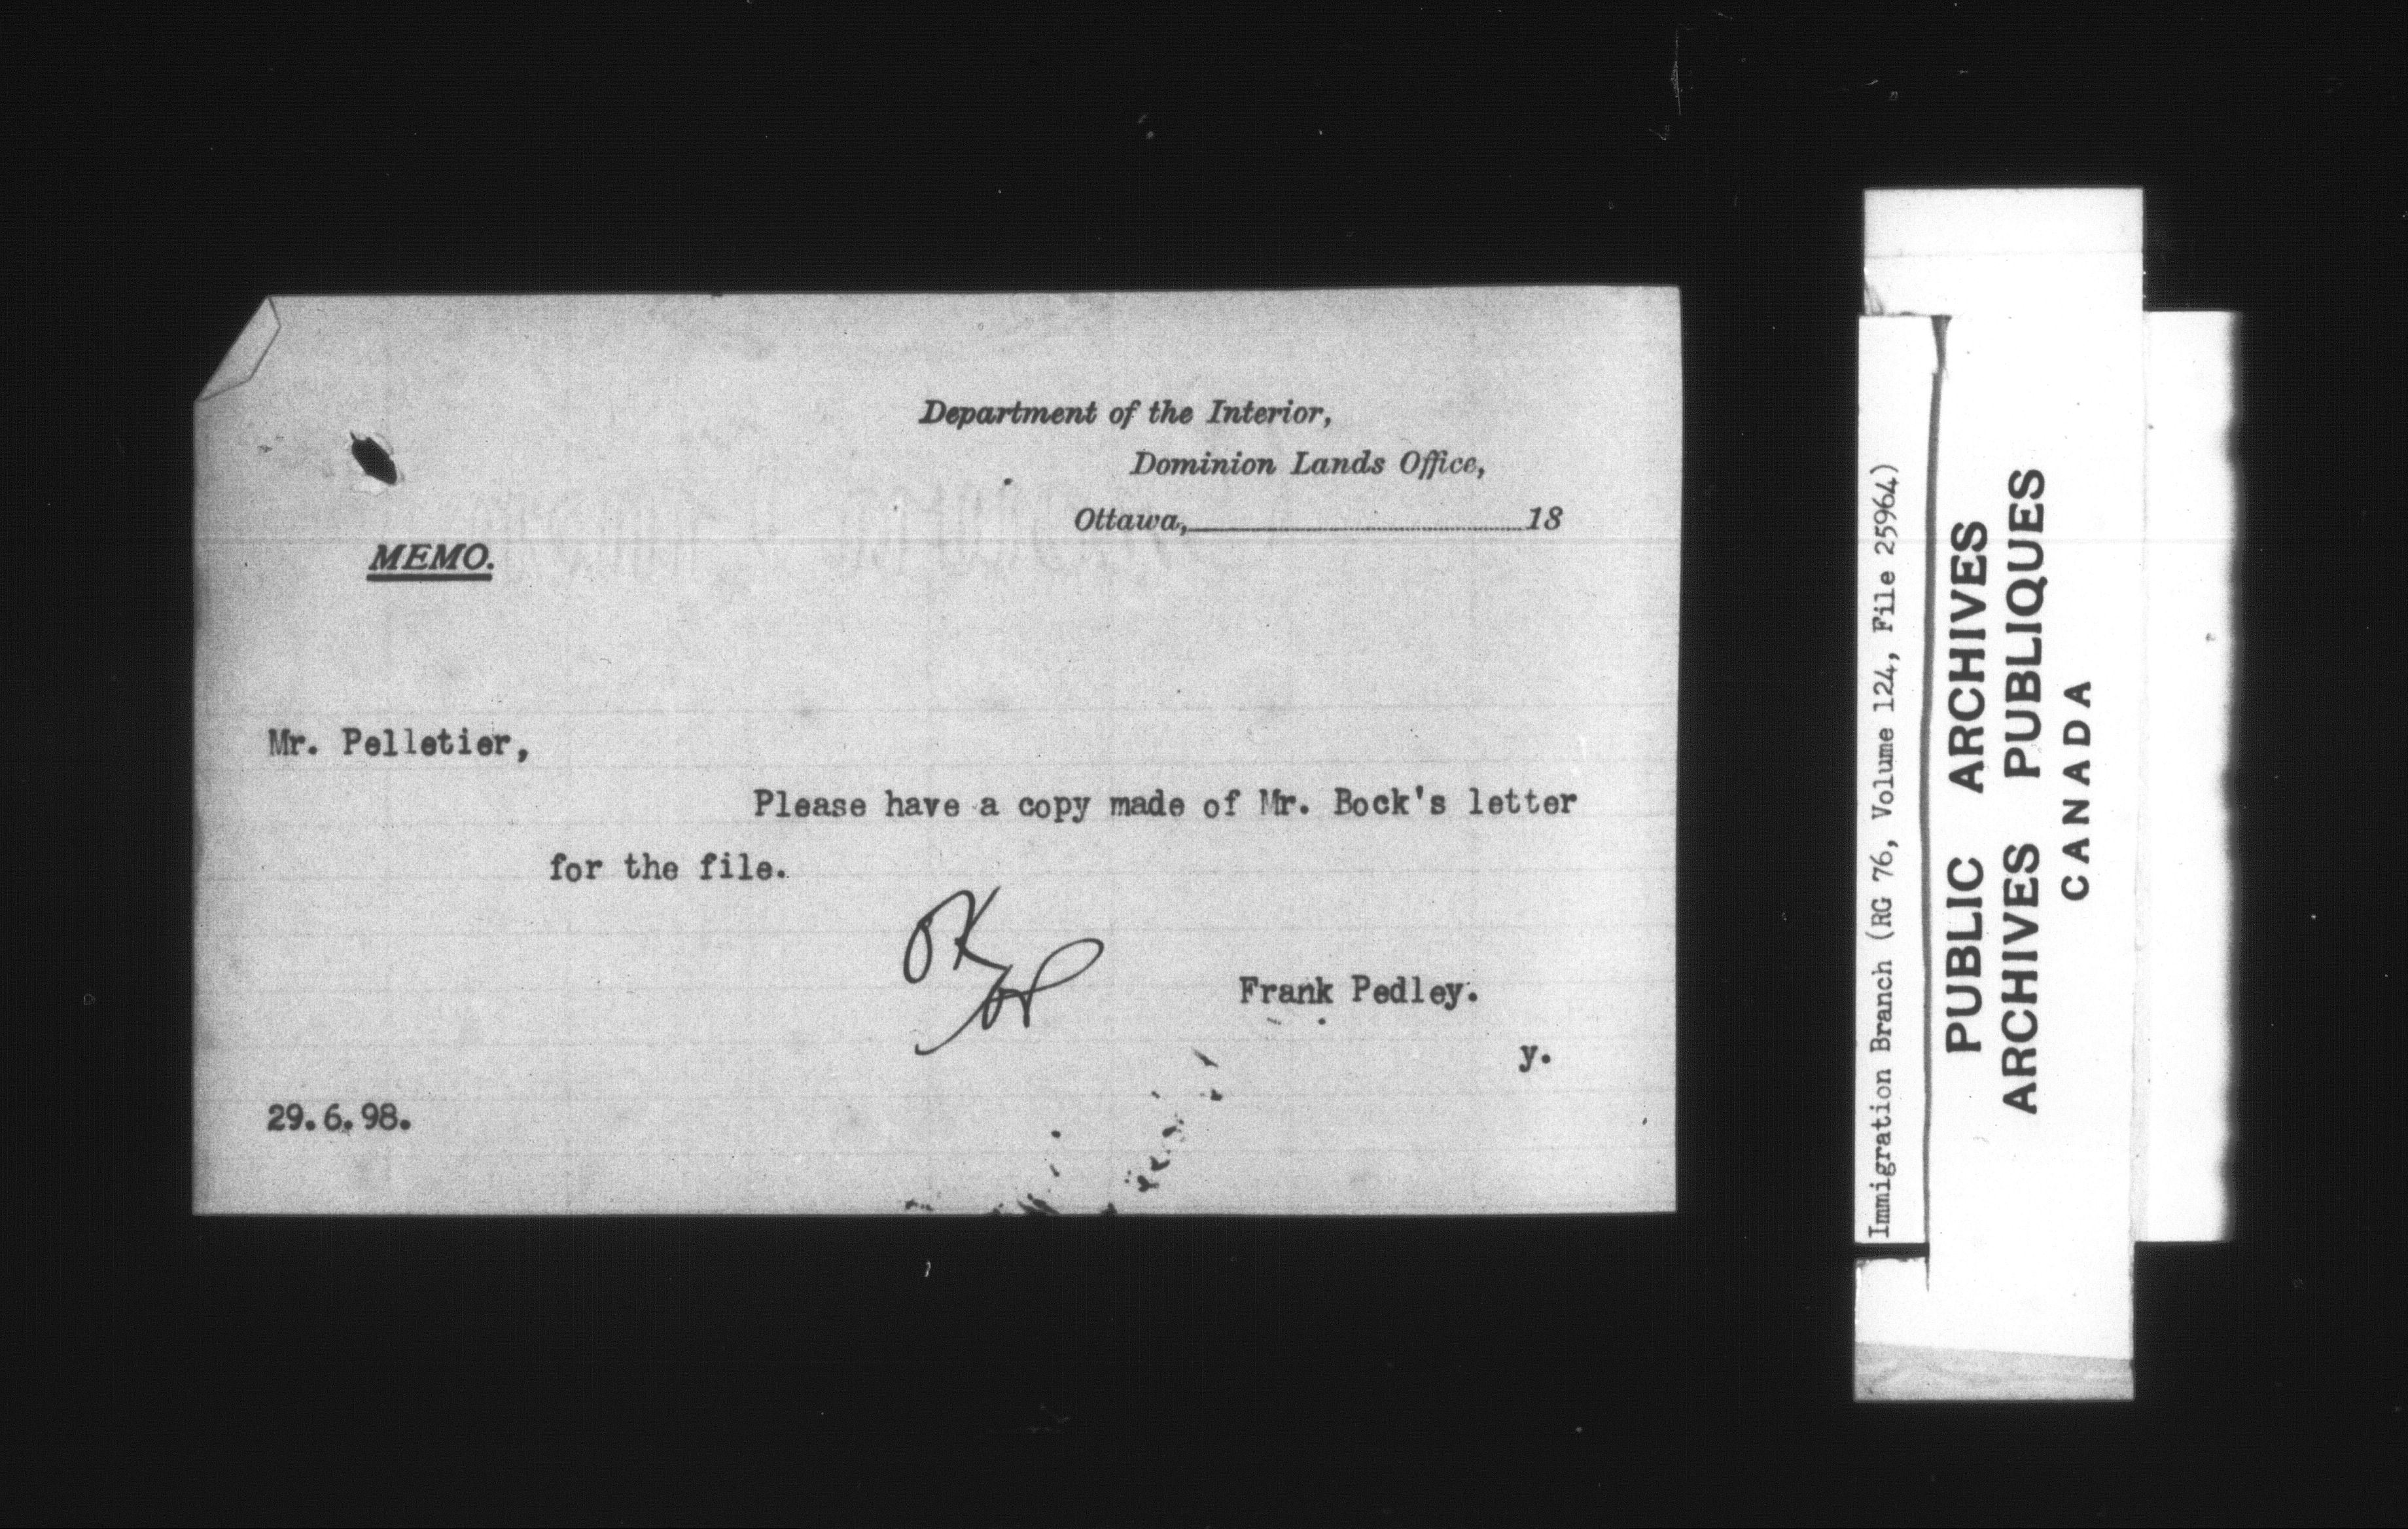 Department of the Interior,
Dominion Lands Office,
Ottawa, 18
MEMO.
Mr. Pelletier,
Please have a copy made of Mr. Bock's letter
for the file.
OK
Frank Pedley.
y.
29.6.98.
Immigration Branch (RG 76, Volume 124, File 25964)
PUBLIC ARCHIVES
ARCHIVES PUBLIQUES
CANADA